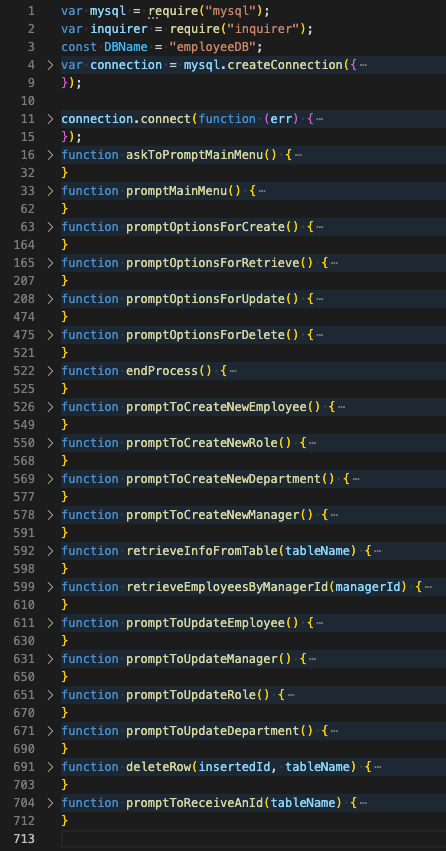 1 var mysql = require("mysql");
2 var inquirer = require("inquirer");
3 const DBName = "employeeDB";
4 > var connection = mysql.createConnection({ ⋯
9 });
10
11 > connection.connect(function (err) { ⋯
15 });
16 > function askToPromptMainMenu() { ⋯
32 }
33 > function promptMainMenu() { ⋯
62 }
63 > function promptOptionsForCreate() { ⋯
164 }
165 > function promptOptionsForRetrieve() { ⋯
207 }
208 > function promptOptionsForUpdate() { ⋯
474 }
475 > function promptOptionsForDelete() { ⋯
521 }
522 > function endProcess() { ⋯
525 }
526 > function promptToCreateNewEmployee() { ⋯
549 }
550 > function promptToCreateNewRole() { ⋯
568 }
569 > function promptToCreateNewDepartment() { ⋯
577 }
578 > function promptToCreateNewManager() { ⋯
591 }
592 > function retrieveInfoFromTable(tableName) { ⋯
598 }
599 > function retrieveEmployeesByManagerId(managerId) { ⋯
610 }
611 > function promptToUpdateEmployee() { ⋯
630 }
631 > function promptToUpdateManager() { ⋯
650 }
651 > function promptToUpdateRole() { ⋯
670 }
671 > function promptToUpdateDepartment() { ⋯
690 }
691 > function deleteRow(insertedId, tableName) { ⋯
703 }
704 > function promptToReceiveAnId(tableName) { ⋯
712 }
713